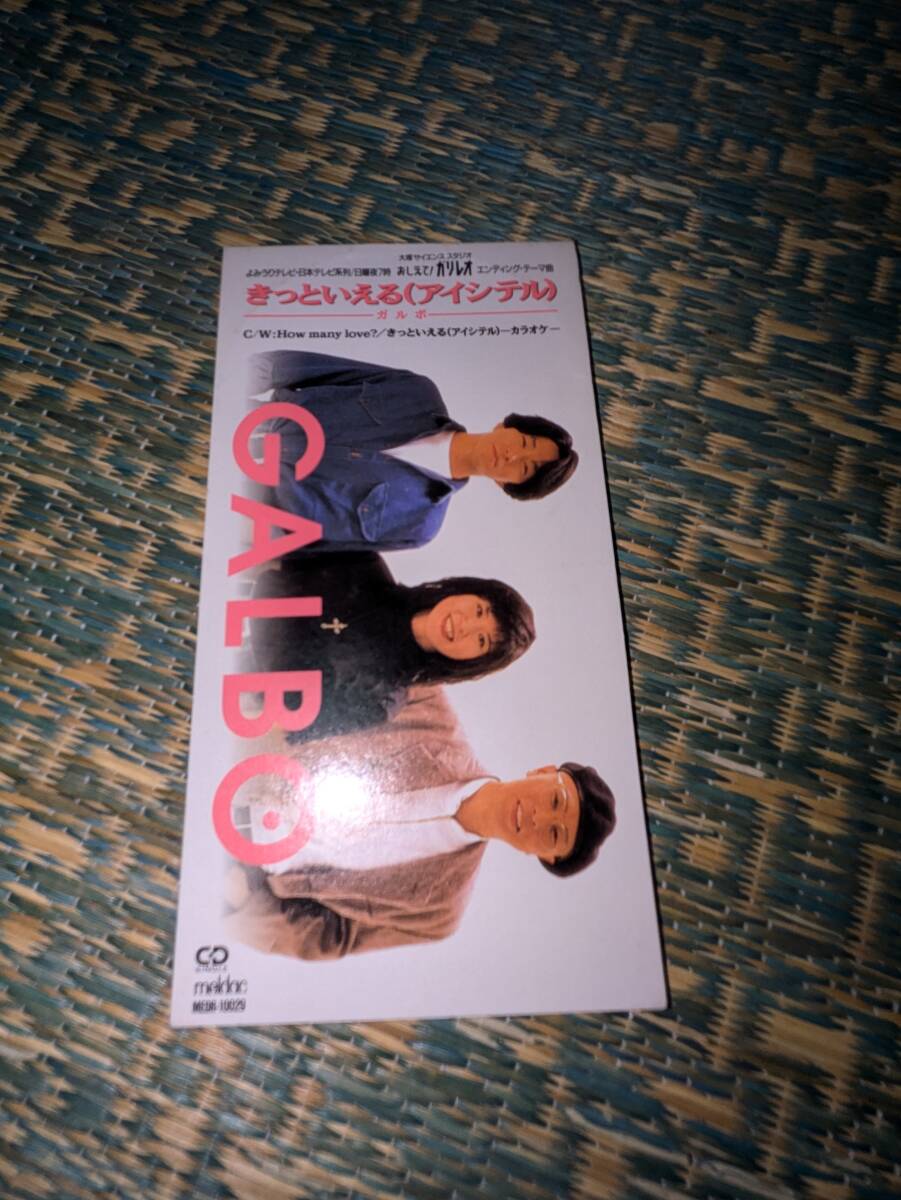 大塚サイエンス スタジオ
よみうりテレビ・日本テレビ系列/日曜夜7時 おしえて!ガリレオ エンディング・テーマ曲
きっといえる(アイシテル)
ガルボ
C/W:How many love?/きっといえる(アイシテル)—カラオケ—
GALBO
CD
meldac
MEDR-10029